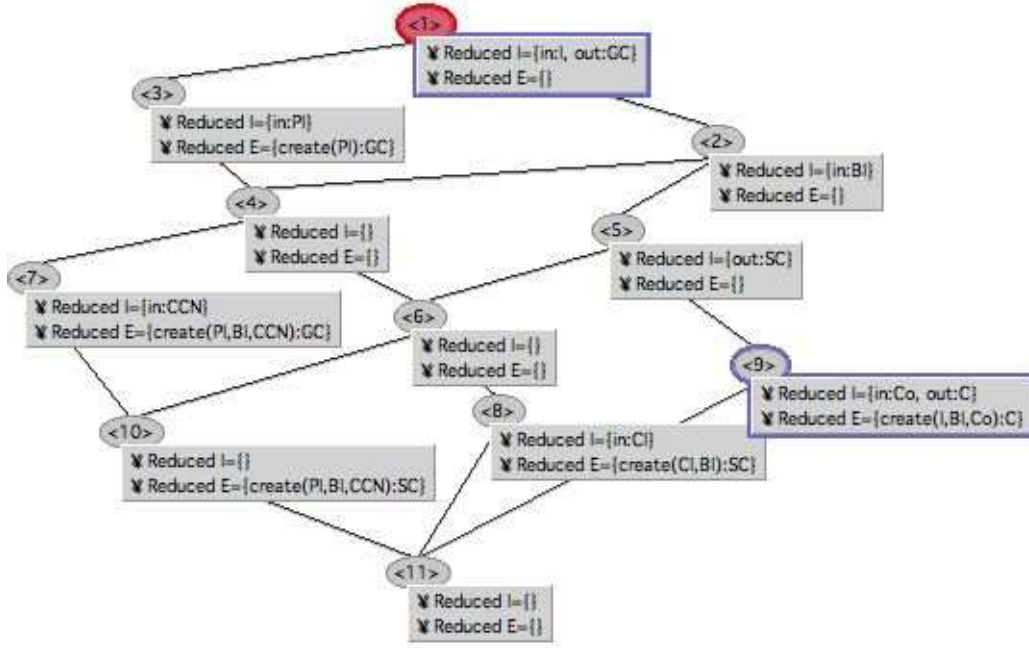 <1>
¥ Reduced I={in:I, out:GC}
¥ Reduced E={}
<3>
¥ Reduced I={in:PI}
¥ Reduced E={create(PI):GC}
<2>
¥ Reduced I={in:BI}
¥ Reduced E={}
<4>
¥ Reduced I={}
¥ Reduced E={}
<5>
¥ Reduced I={out:SC}
¥ Reduced E={}
<7>
¥ Reduced I={in:CCN}
¥ Reduced E={create(PI,BI,CCN):GC}
<6>
¥ Reduced I={}
¥ Reduced E={}
<9>
¥ Reduced I={in:Co, out:C}
¥ Reduced E={create(I,BI,Co):C}
<8>
¥ Reduced I={in:CI}
¥ Reduced E={create(CI,BI):SC}
<10>
¥ Reduced I={}
¥ Reduced E={create(PI,BI,CCN):SC}
<11>
¥ Reduced I={}
¥ Reduced E={}